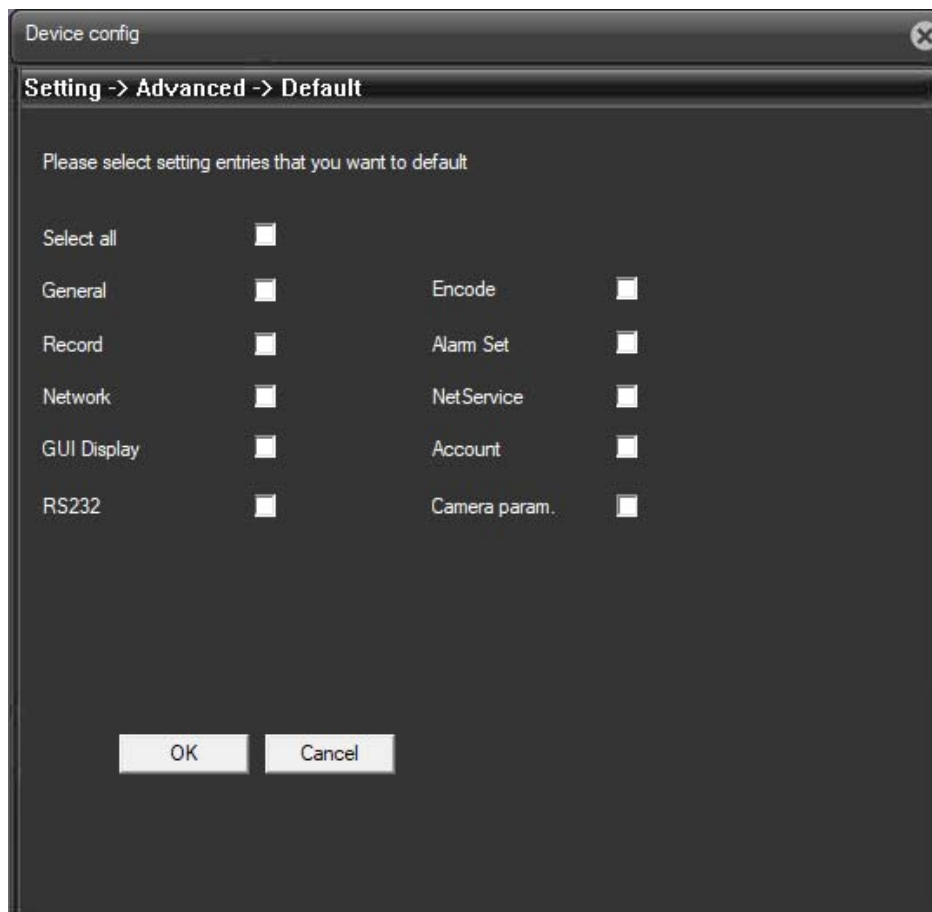 Device config
Setting -> Advanced -> Default
Please select setting entries that you want to default
Select all
General Encode
Record Alarm Set
Network NetService
GUI Display Account
RS232 Camera param.
OK Cancel